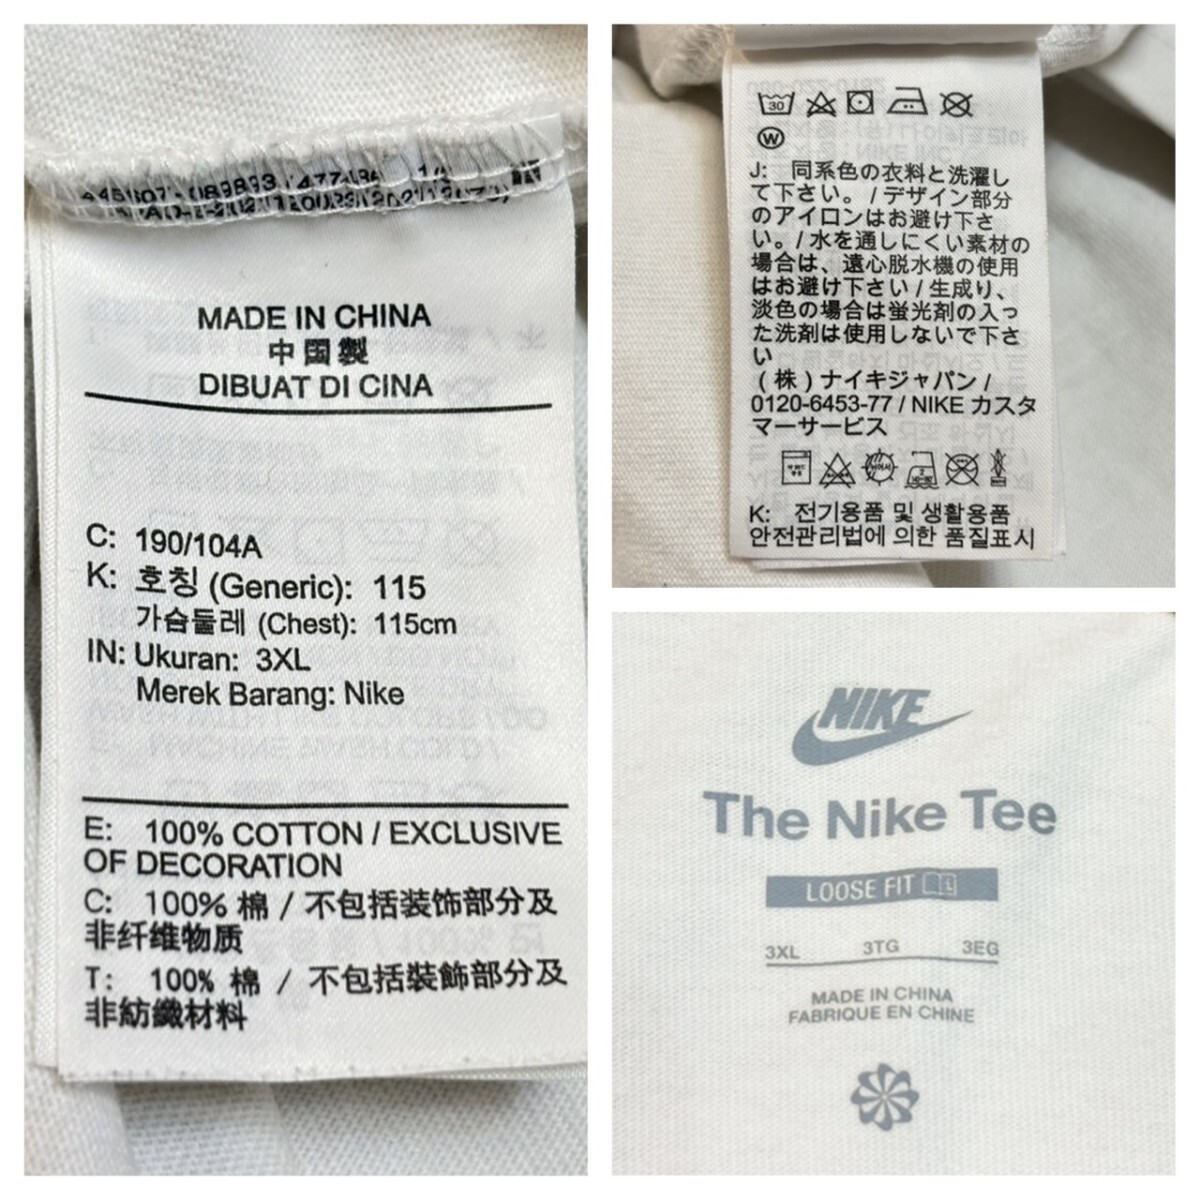 MADE IN CHINA
中国製
DIBUAT DI CINA
C: 190/104A
K: 호칭 (Generic): 115
가슴둘레 (Chest): 115cm
IN: Ukuran: 3XL
Merek Barang: Nike
E: 100% COTTON / EXCLUSIVE
OF DECORATION
C: 100% 棉 / 不包括装饰部分及
非纤维物质
T: 100% 棉 / 不包括裝飾部分及
非紡織材料
30
W
J: 同系色の衣料と洗濯し
て下さい。/ デザイン部分
のアイロンはお避け下さ
い。/ 水を通しにくい素材の
場合は、遠心脱水機の使用
はお避け下さい / 生成り、
淡色の場合は蛍光剤の入っ
た洗剤は使用しないで下さ
い
(株) ナイキジャパン /
0120-6453-77 / NIKE カスタ
マーサービス
K: 전기용품 및 생활용품
안전관리법에 의한 품질표시
NIKE
The Nike Tee
LOOSE FIT L
3XL 3TG 3EG
MADE IN CHINA
FABRIQUE EN CHINE